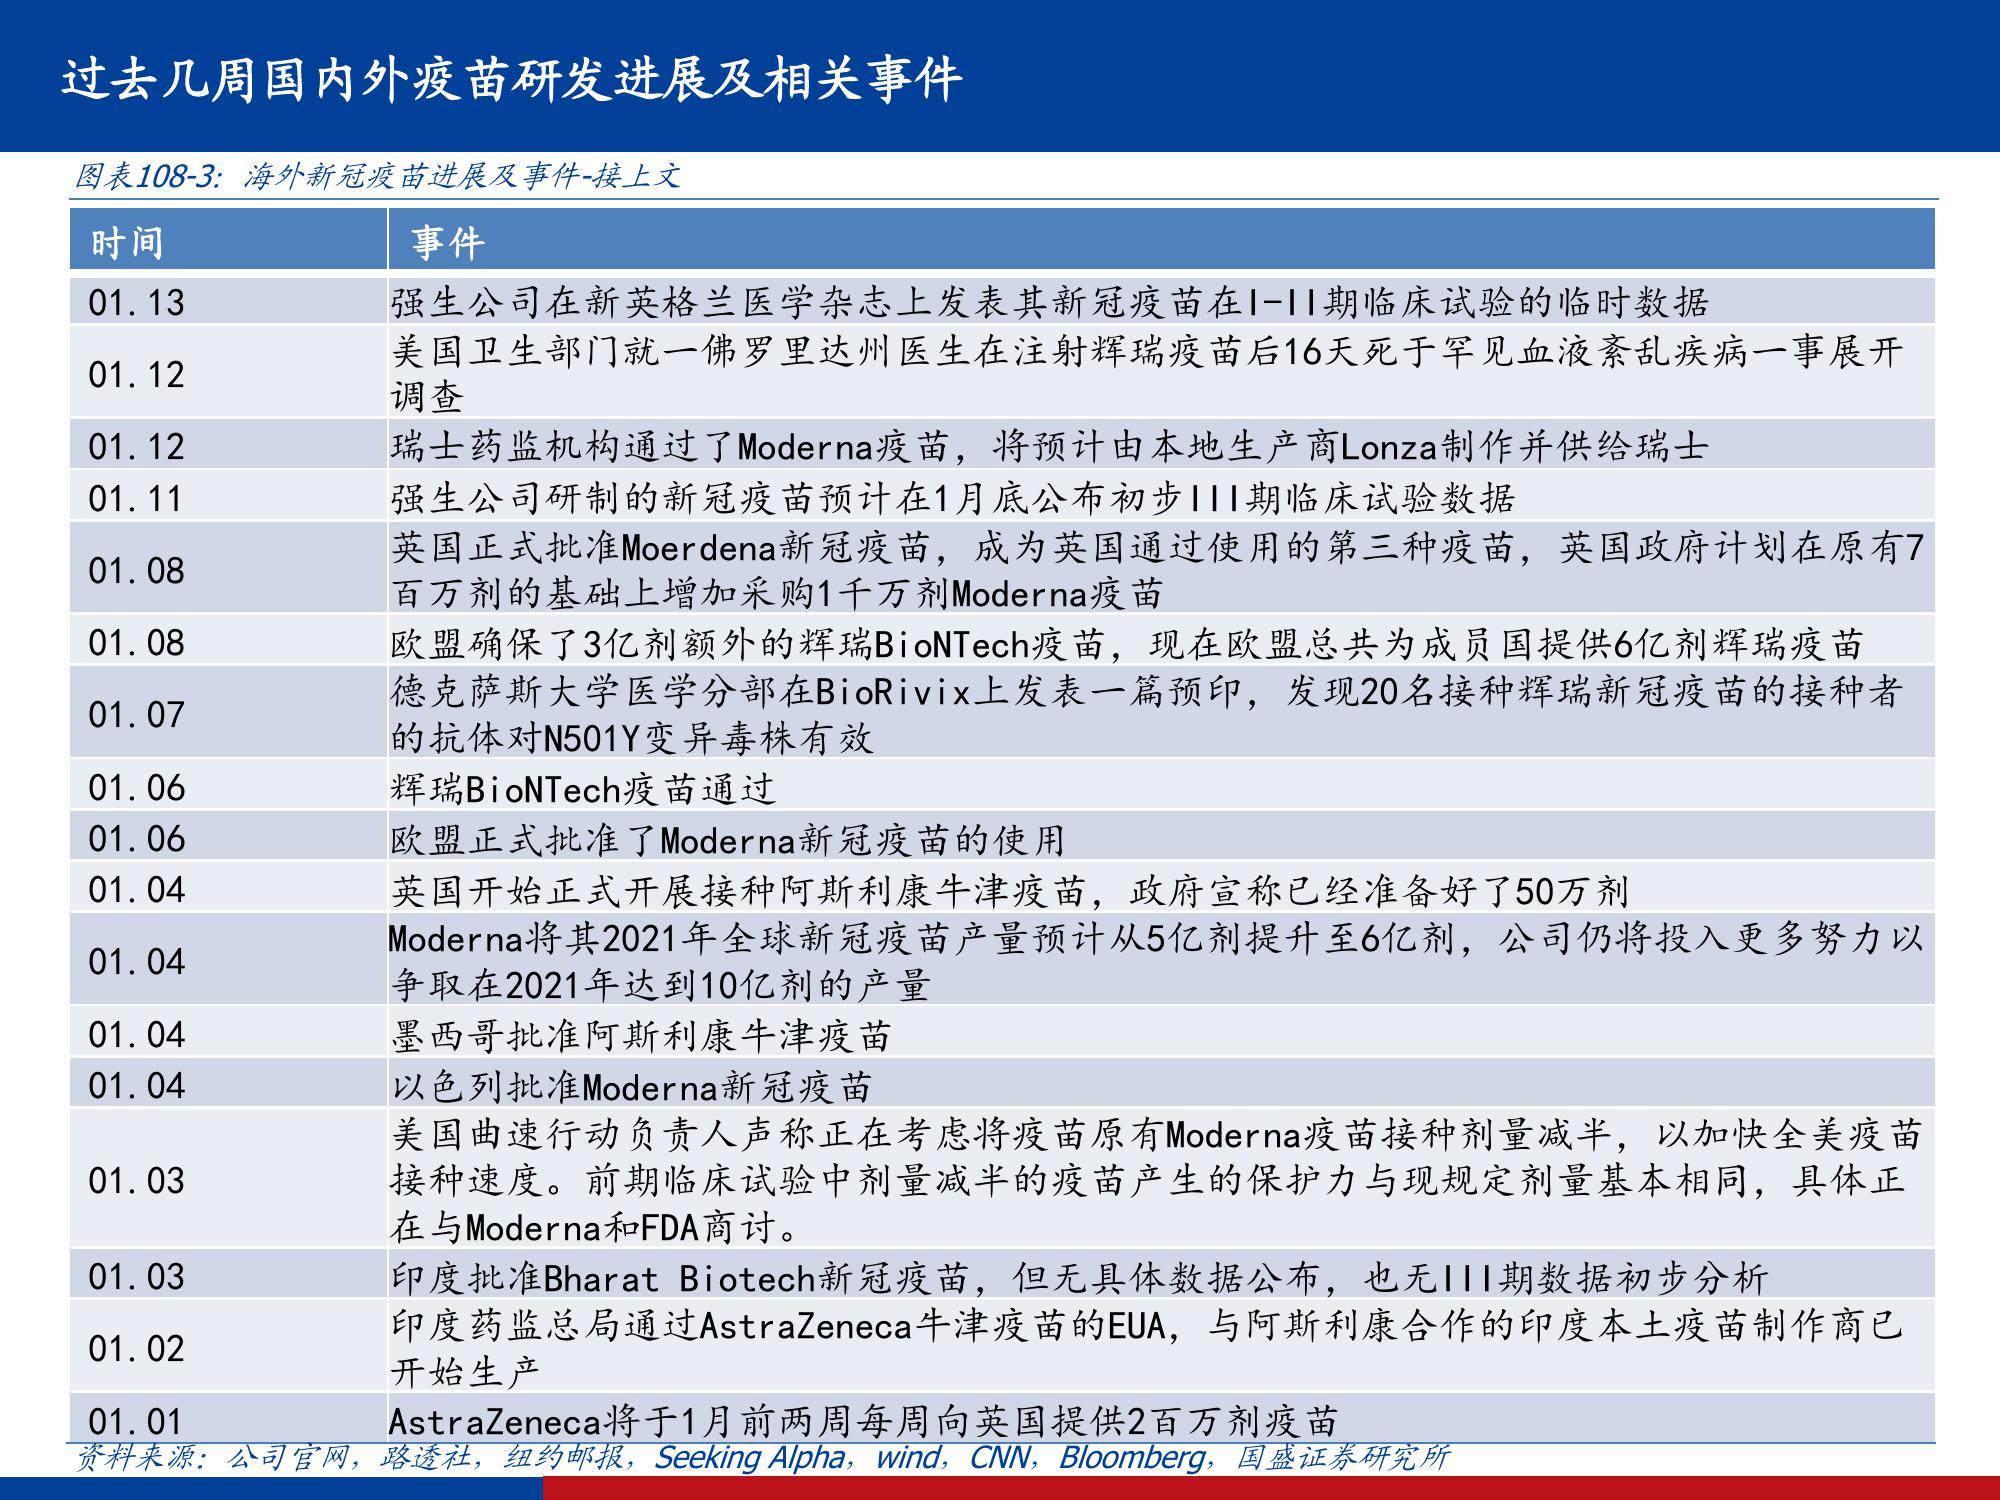 过去几周国内外疫苗研发进展及相关事件
图表108-3：海外新冠疫苗进展及事件-接上文
时间 事件
01.13 强生公司在新英格兰医学杂志上发表其新冠疫苗在I-II期临床试验的临时数据
01.12 美国卫生部门就一佛罗里达州医生在注射辉瑞疫苗后16天死于罕见血液紊乱疾病一事展开
调查
01.12 瑞士药监机构通过了Moderna疫苗，将预计由本地生产商Lonza制作并供给瑞士
01.11 强生公司研制的新冠疫苗预计在1月底公布初步III期临床试验数据
01.08 英国正式批准Moerdena新冠疫苗，成为英国通过使用的第三种疫苗，英国政府计划在原有7
百万剂的基础上增加采购1千万剂Moderna疫苗
01.08 欧盟确保了3亿剂额外的辉瑞BioNTech疫苗，现在欧盟总共为成员国提供6亿剂辉瑞疫苗
01.07 德克萨斯大学医学分部在BioRivix上发表一篇预印，发现20名接种辉瑞新冠疫苗的接种者
的抗体对N501Y变异毒株有效
01.06 辉瑞BioNTech疫苗通过
01.06 欧盟正式批准了Moderna新冠疫苗的使用
01.04 英国开始正式开展接种阿斯利康牛津疫苗，政府宣称已经准备好了50万剂
01.04 Moderna将其2021年全球新冠疫苗产量预计从5亿剂提升至6亿剂，公司仍将投入更多努力以
争取在2021年达到10亿剂的产量
01.04 墨西哥批准阿斯利康牛津疫苗
01.04 以色列批准Moderna新冠疫苗
01.03 美国曲速行动负责人声称正在考虑将疫苗原有Moderna疫苗接种剂量减半，以加快全美疫苗
接种速度。前期临床试验中剂量减半的疫苗产生的保护力与现规定剂量基本相同，具体正
在与Moderna和FDA商讨。
01.03 印度批准Bharat Biotech新冠疫苗，但无具体数据公布，也无III期数据初步分析
01.02 印度药监总局通过AstraZeneca牛津疫苗的EUA，与阿斯利康合作的印度本土疫苗制作商已
开始生产
01.01 AstraZeneca将于1月前两周每周向英国提供2百万剂疫苗
资料来源：公司官网，路透社，纽约邮报，Seeking Alpha，wind，CNN，Bloomberg，国盛证券研究所